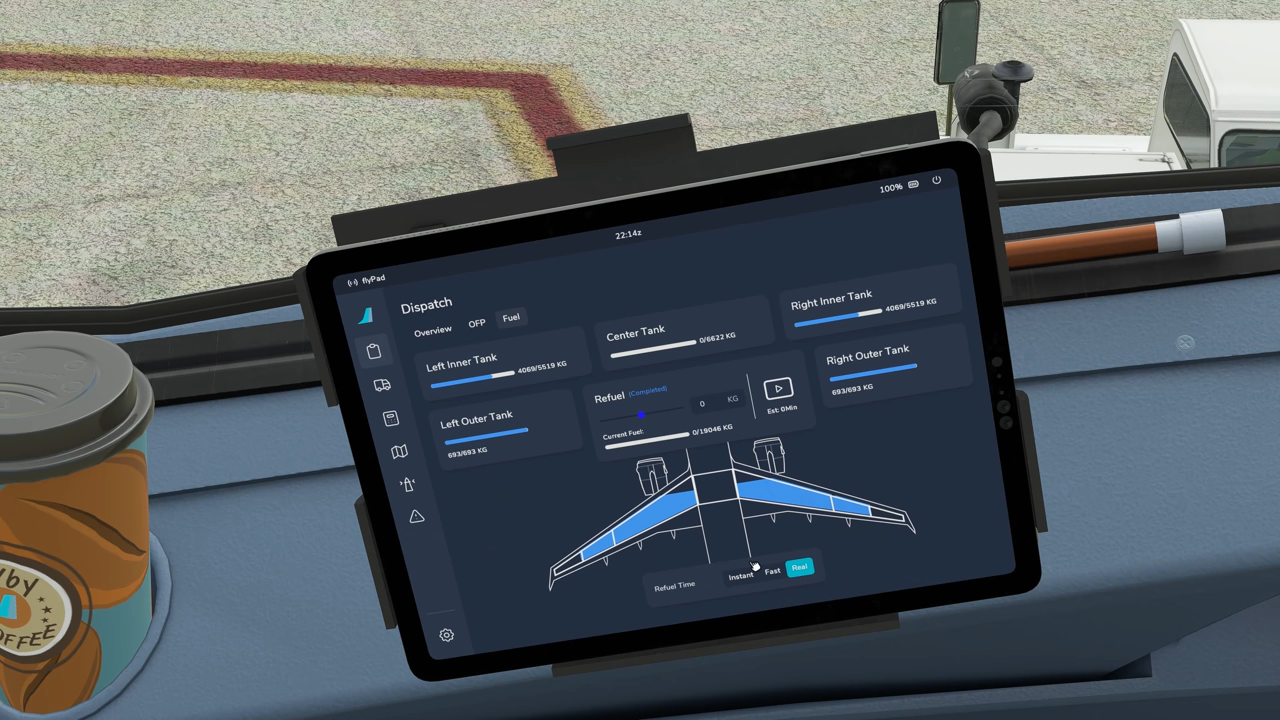 100%
22:14z
flyPad
Dispatch
Overview
OFP
Fuel
Left Inner Tank
4069/5519 KG
Center Tank
0/6622 KG
Right Inner Tank
4069/5519 KG
Left Outer Tank
693/693 KG
Refuel (Completed)
0 KG
Est: 0Min
Current Fuel:
0/19046 KG
Right Outer Tank
693/693 KG
Refuel Time
Instant
Fast
Real
BY
OFFEE